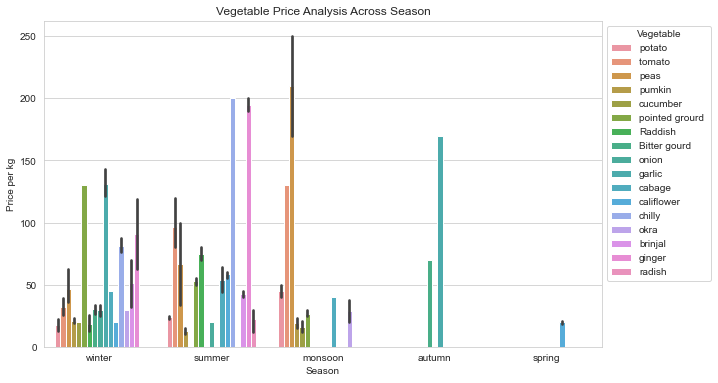 Vegetable Price Analysis Across Season
Price per kg
250
200
150
100
50
0
winter
summer
monsoon
autumn
spring
Season
Vegetable
potato
tomato
peas
pumkin
cucumber
pointed grourd
Raddish
Bitter gourd
onion
garlic
cabage
califlower
chilly
okra
brinjal
ginger
radish